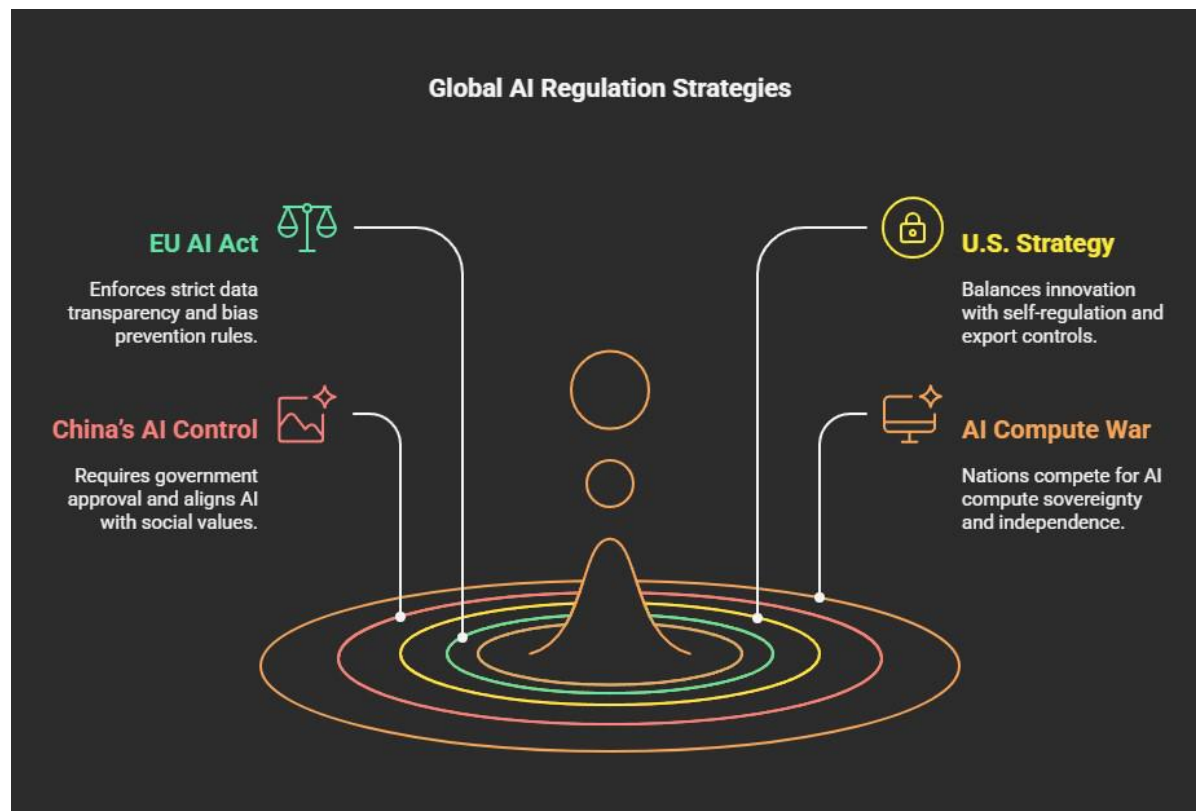 Global AI Regulation Strategies
EU AI Act
Enforces strict data
transparency and bias
prevention rules.
China's AI Control
Requires government
approval and aligns AI
with social values.
U.S. Strategy
Balances innovation
with self-regulation and
export controls.
AI Compute War
Nations compete for AI
compute sovereignty
and independence.